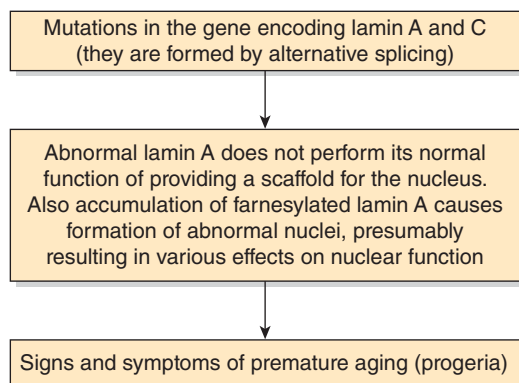 Mutations in the gene encoding lamin A and C
(they are formed by alternative splicing)
Abnormal lamin A does not perform its normal
function of providing a scaffold for the nucleus.
Also accumulation of farnesylated lamin A causes
formation of abnormal nuclei, presumably
resulting in various effects on nuclear function
Signs and symptoms of premature aging (progeria)